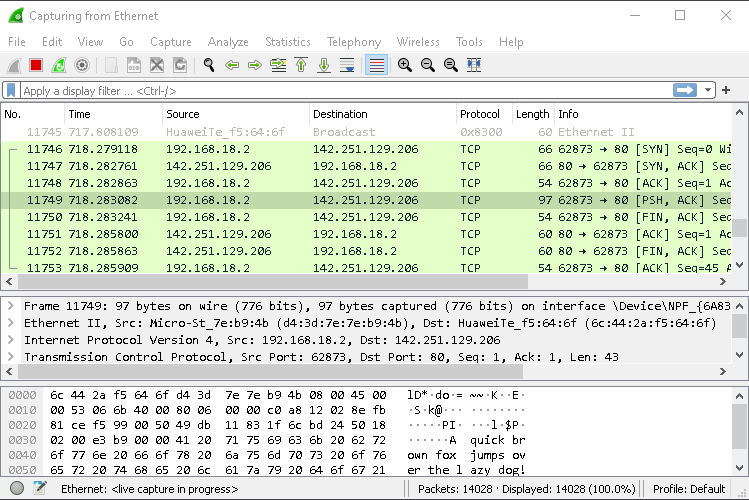 Capturing from Ethernet
File Edit View Go Capture Analyze Statistics Telephony Wireless Tools Help
Apply a display filter ... <Ctrl-/>
No. Time Source Destination Protocol Length Info
11745 717.808109 HuaweiTe_f5:64:6f Broadcast 0x8300 60 Ethernet II
11746 718.279118 192.168.18.2 142.251.129.206 TCP 66 62873 → 80 [SYN] Seq=0 Wi
11747 718.282761 142.251.129.206 192.168.18.2 TCP 66 80 → 62873 [SYN, ACK] Seq
11748 718.282863 192.168.18.2 142.251.129.206 TCP 54 62873 → 80 [ACK] Seq=1 Ac
11749 718.283082 192.168.18.2 142.251.129.206 TCP 97 62873 → 80 [PSH, ACK] Seq
11750 718.283241 192.168.18.2 142.251.129.206 TCP 54 62873 → 80 [FIN, ACK] Seq
11751 718.285800 142.251.129.206 192.168.18.2 TCP 60 80 → 62873 [ACK] Seq=1 Ac
11752 718.285863 142.251.129.206 192.168.18.2 TCP 60 80 → 62873 [FIN, ACK] Seq
11753 718.285909 192.168.18.2 142.251.129.206 TCP 54 62873 → 80 [ACK] Seq=45 A
Frame 11749: 97 bytes on wire (776 bits), 97 bytes captured (776 bits) on interface \Device\NPF_{6A83
Ethernet II, Src: Micro-St_7e:b9:4b (d4:3d:7e:7e:b9:4b), Dst: HuaweiTe_f5:64:6f (6c:44:2a:f5:64:6f)
Internet Protocol Version 4, Src: 192.168.18.2, Dst: 142.251.129.206
Transmission Control Protocol, Src Port: 62873, Dst Port: 80, Seq: 1, Ack: 1, Len: 43
0000 6c 44 2a f5 64 6f d4 3d 7e 7e b9 4b 08 00 45 00 lD*·do·= ~~·K··E·
0010 00 53 06 6b 40 00 80 06 00 00 c0 a8 12 02 8e fb ·S·k@··· ········
0020 81 ce f5 99 00 50 49 db 11 83 1f 6c bd 24 50 18 ·····PI· ···l·$P·
0030 02 00 e3 b9 00 00 41 20 71 75 69 63 6b 20 62 72 ······A  quick br
0040 6f 77 6e 20 66 6f 78 20 6a 75 6d 70 73 20 6f 76 own fox  jumps ov
0050 65 72 20 74 68 65 20 6c 61 7a 79 20 64 6f 67 21 er the l azy dog!
Ethernet: <live capture in progress> Packets: 14028 · Displayed: 14028 (100.0%) Profile: Default